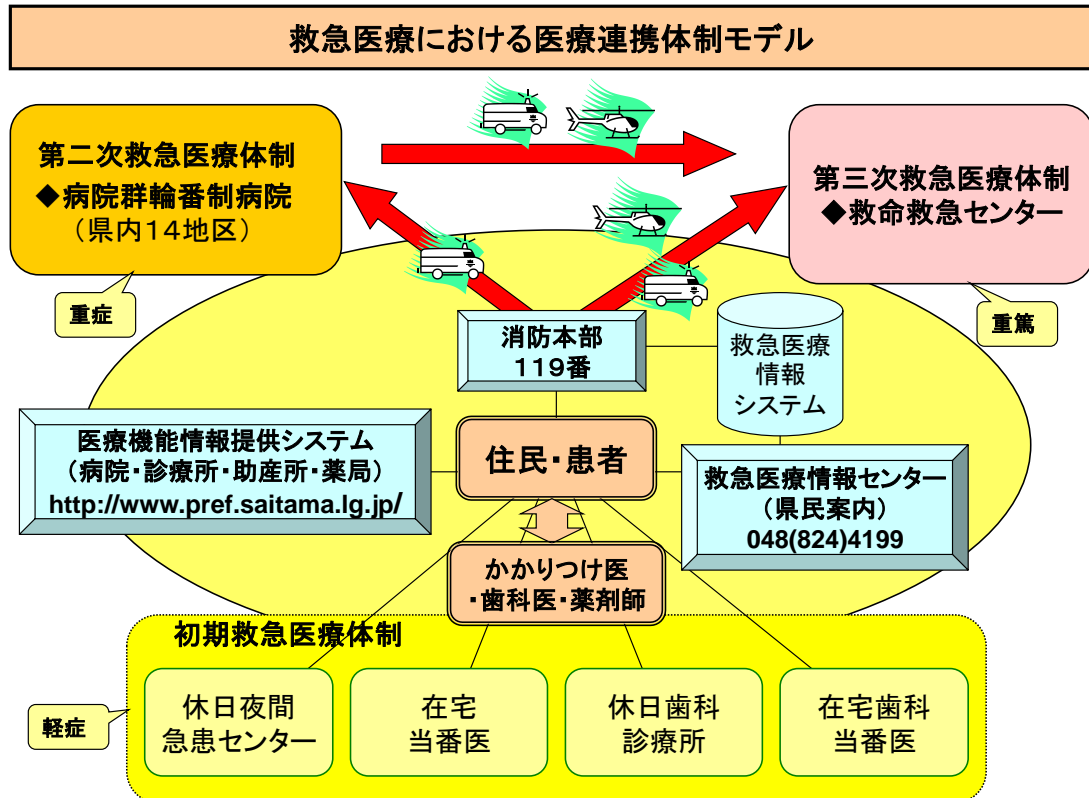 救急医療における医療連携体制モデル
第二次救急医療体制
◆病院群輪番制病院
（県内１４地区）
第三次救急医療体制
◆救命救急センター
重症
重篤
消防本部
１１９番
救急医療
情報
システム
医療機能情報提供システム
（病院・診療所・助産所・薬局）
http://www.pref.saitama.lg.jp/
住民・患者
救急医療情報センター
（県民案内）
048(824)4199
かかりつけ医
・歯科医・薬剤師
初期救急医療体制
軽症
休日夜間
急患センター
在宅
当番医
休日歯科
診療所
在宅歯科
当番医